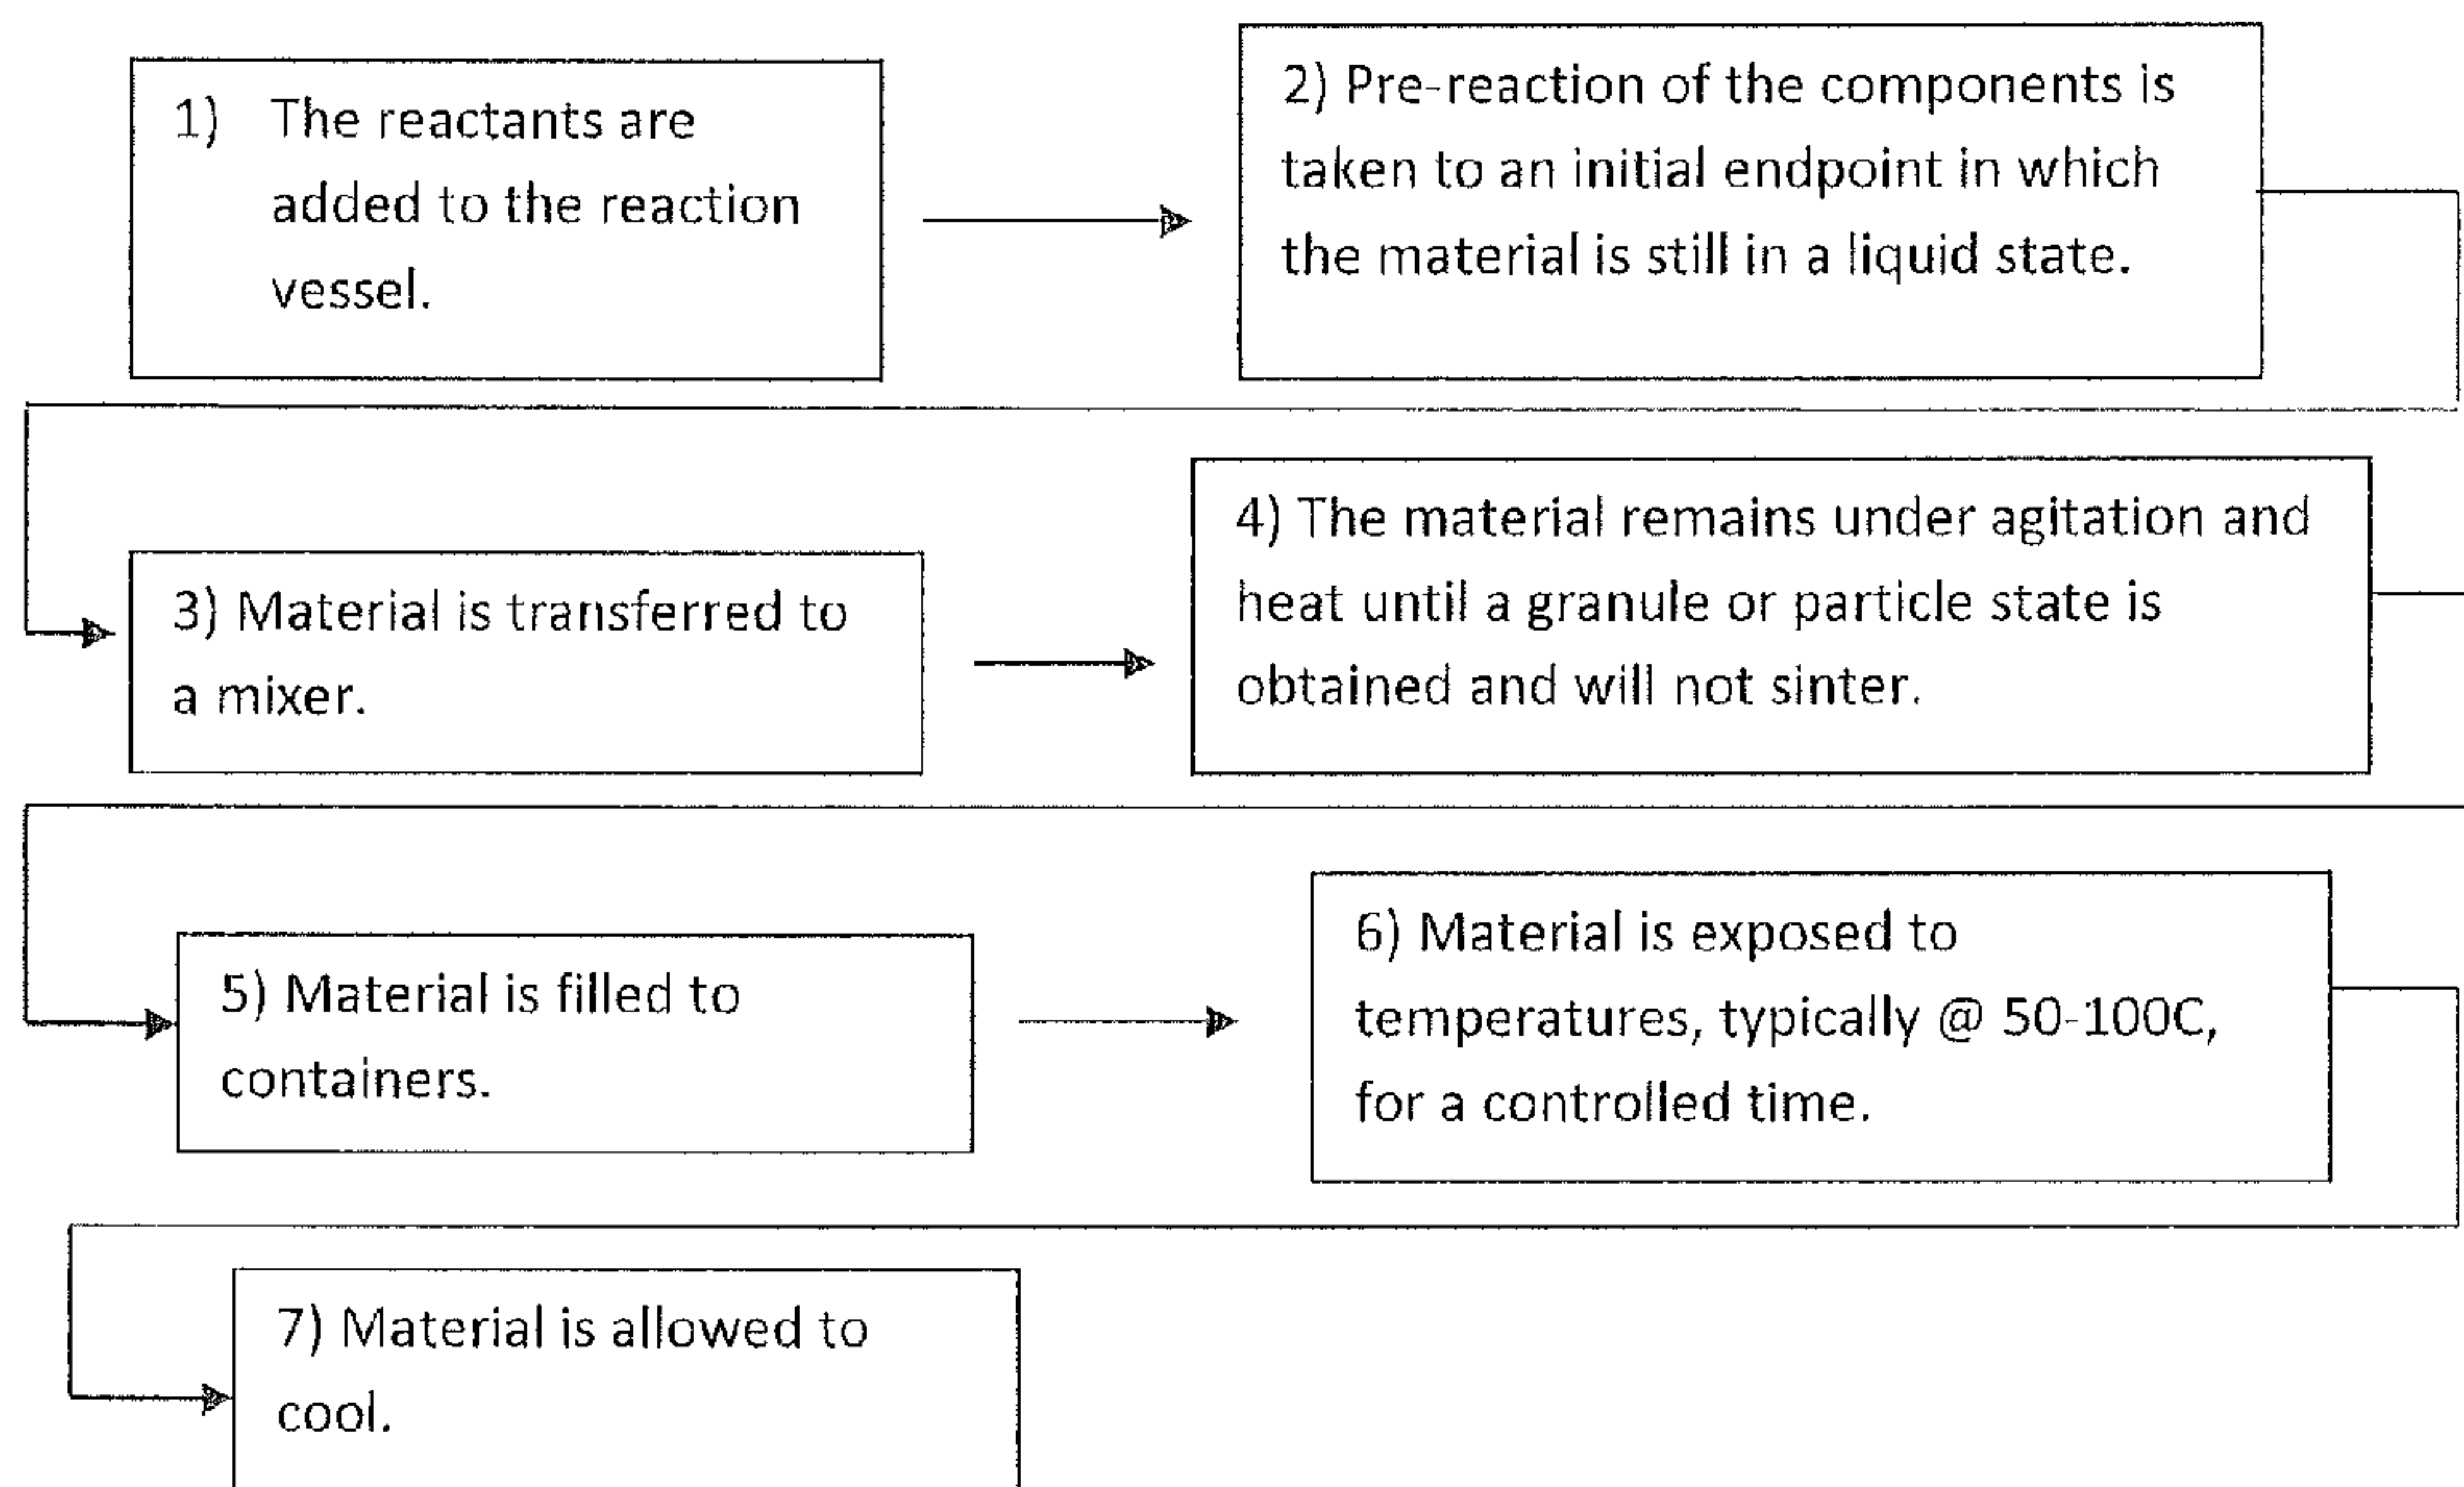 1) The reactants are
added to the reaction
vessel.
2) Pre-reaction of the components is
taken to an initial endpoint in which
the material is still in a liquid state.
3) Material is transferred to
a mixer.
4) The material remains under agitation and
heat until a granule or particle state is
obtained and will not sinter.
5) Material is filled to
containers.
6) Material is exposed to
temperatures, typically @ 50-100C,
for a controlled time.
7) Material is allowed to
cool.